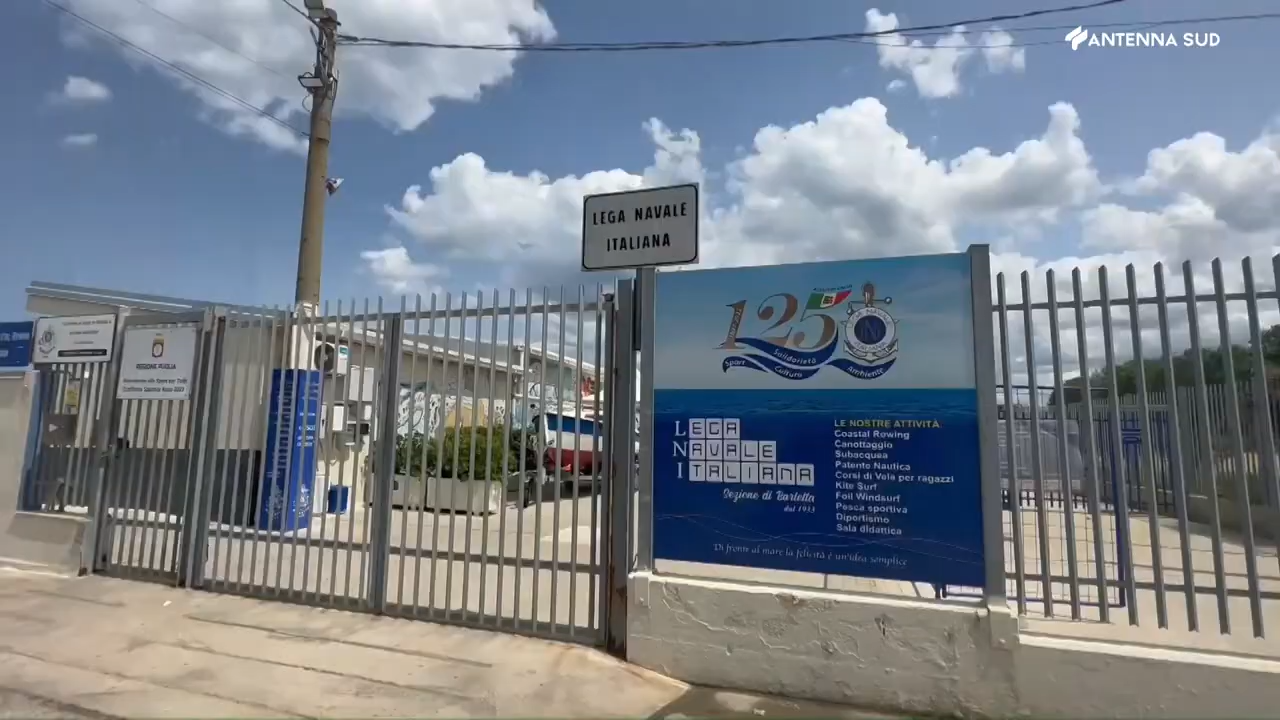 ANTENNA SUD
LEGA NAVALE
ITALIANA
125
Sport
Solidarietà
Cultura
Ambiente
LEGA
NAVALE
ITALIANA
LNI
Sezione di Barletta
dal 1933
LE NOSTRE ATTIVITÀ
Coastal Rowing
Canottaggio
Subacquea
Patente Nautica
Corsi di Vela per ragazzi
Kite Surf
Foil Windsurf
Pesca sportiva
Diportismo
Sala didattica
Di fronte al mare la felicità è un'idea semplice
REGIONE PUGLIA